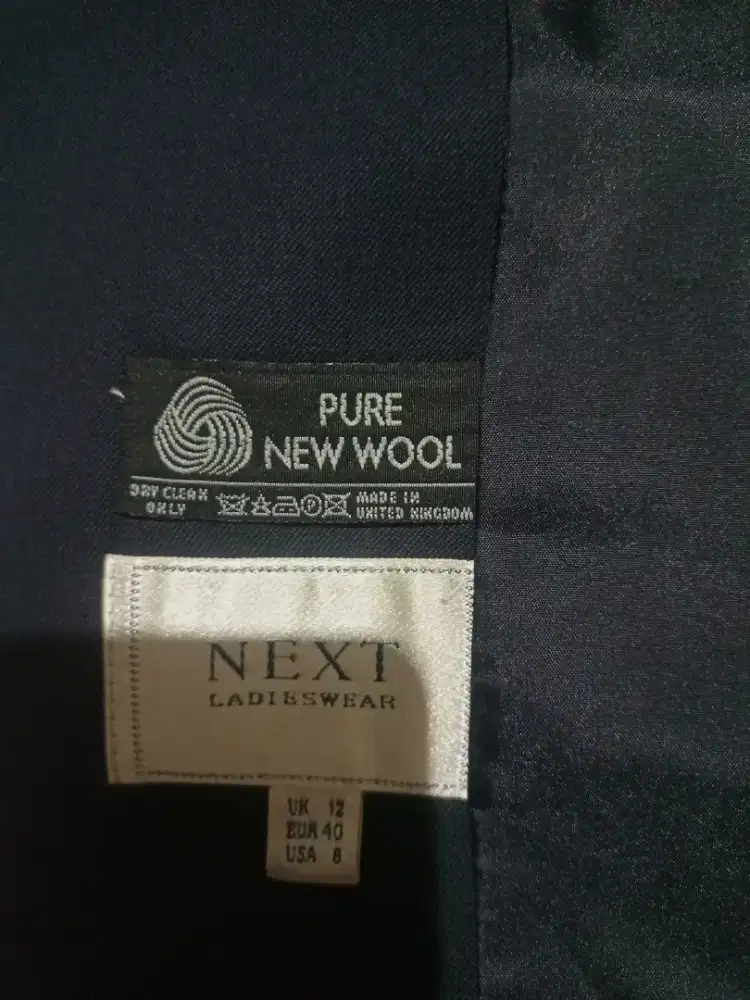 PURE
NEW WOOL
DRY CLEAN
ONLY
P
MADE IN
UNITED KINGDOM
NEXT
LADIESWEAR
UK 12
EUR 40
USA 8